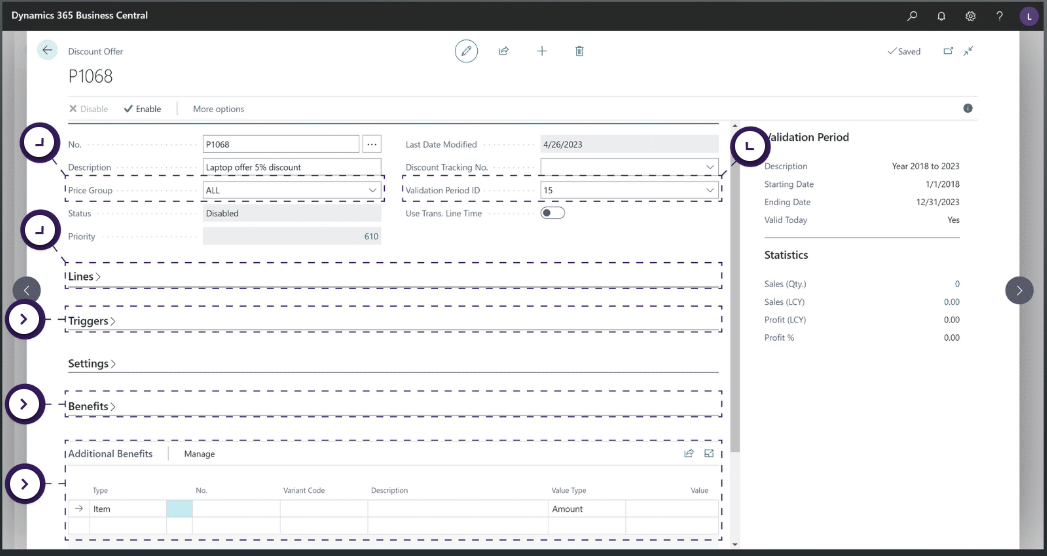 Dynamics 365 Business Central
?
L
Discount Offer
Saved
P1068
Disable
Enable
More options
No.
P1068
...
Last Date Modified
4/26/2023
Description
Laptop offer 5% discount
Discount Tracking No.
Price Group
ALL
Validation Period ID
15
Status
Disabled
Use Trans. Line Time
Priority
610
Lines
Triggers
Settings
Benefits
Additional Benefits
Manage
Type
No.
Variant Code
Description
Value Type
Value
Item
Amount
Validation Period
Description
Year 2018 to 2023
Starting Date
1/1/2018
Ending Date
12/31/2023
Valid Today
Yes
Statistics
Sales (Qty.)
0
Sales (LCY)
0.00
Profit (LCY)
0.00
Profit %
0.00